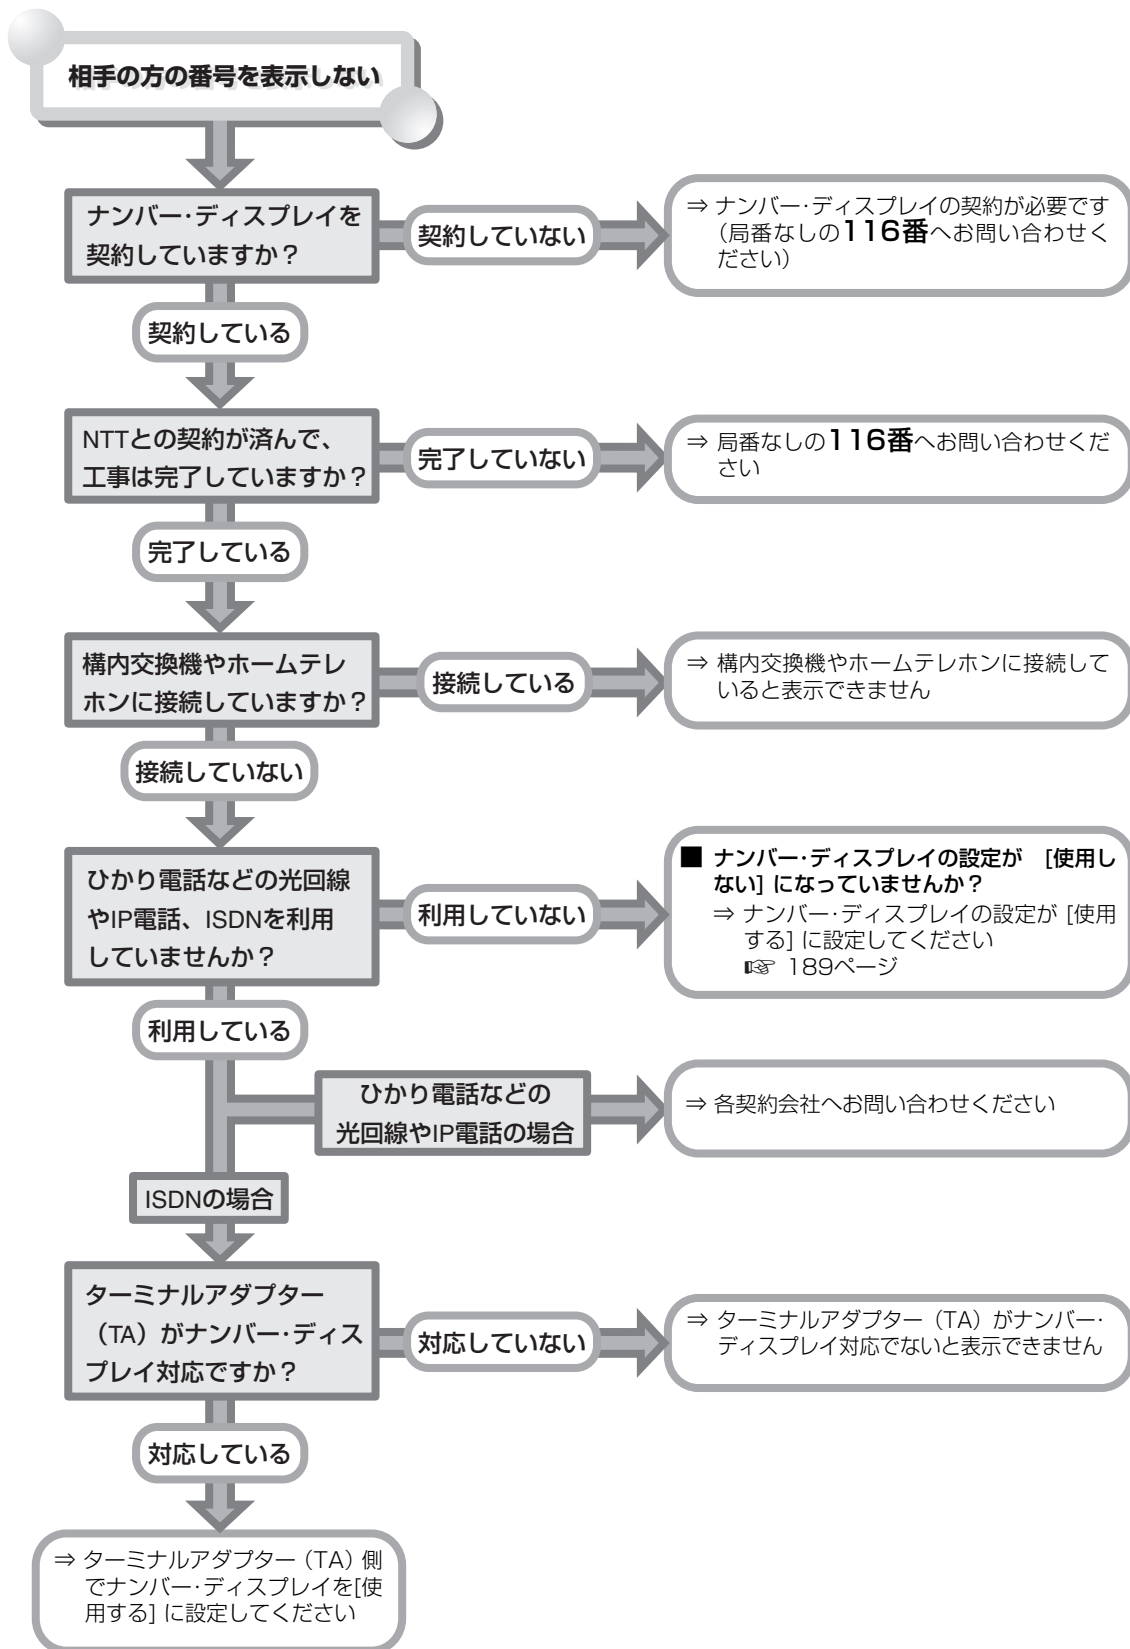 相手の方の番号を表示しない
ナンバー･ディスプレイを
契約していますか？
契約していない
⇒ ナンバー･ディスプレイの契約が必要です
（局番なしの116番へお問い合わせく
ださい）
契約している
NTTとの契約が済んで、
工事は完了していますか？
完了していない
⇒ 局番なしの116番へお問い合わせくだ
さい
完了している
構内交換機やホームテレ
ホンに接続していますか？
接続している
⇒ 構内交換機やホームテレホンに接続して
いると表示できません
接続していない
ひかり電話などの光回線
やIP電話、ISDNを利用
していませんか？
利用していない
■ ナンバー･ディスプレイの設定が [使用し
ない] になっていませんか？
⇒ ナンバー･ディスプレイの設定が [使用
する] に設定してください
☞ 189ページ
利用している
ひかり電話などの
光回線やIP電話の場合
⇒ 各契約会社へお問い合わせください
ISDNの場合
ターミナルアダプター
（TA）がナンバー･ディス
プレイ対応ですか？
対応していない
⇒ ターミナルアダプター（TA）がナンバー･
ディスプレイ対応でないと表示できません
対応している
⇒ ターミナルアダプター（TA）側
でナンバー･ディスプレイを[使
用する] に設定してください